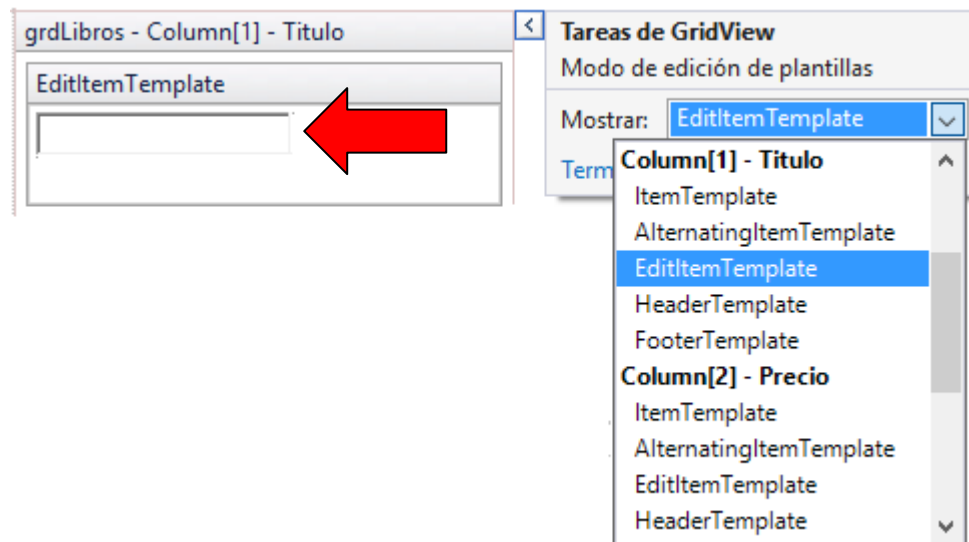 grdLibros - Column[1] - Titulo
EditItemTemplate
Tareas de GridView
Modo de edición de plantillas
Mostrar: EditItemTemplate
Term
Column[1] - Titulo
ItemTemplate
AlternatingItemTemplate
EditItemTemplate
HeaderTemplate
FooterTemplate
Column[2] - Precio
ItemTemplate
AlternatingItemTemplate
EditItemTemplate
HeaderTemplate